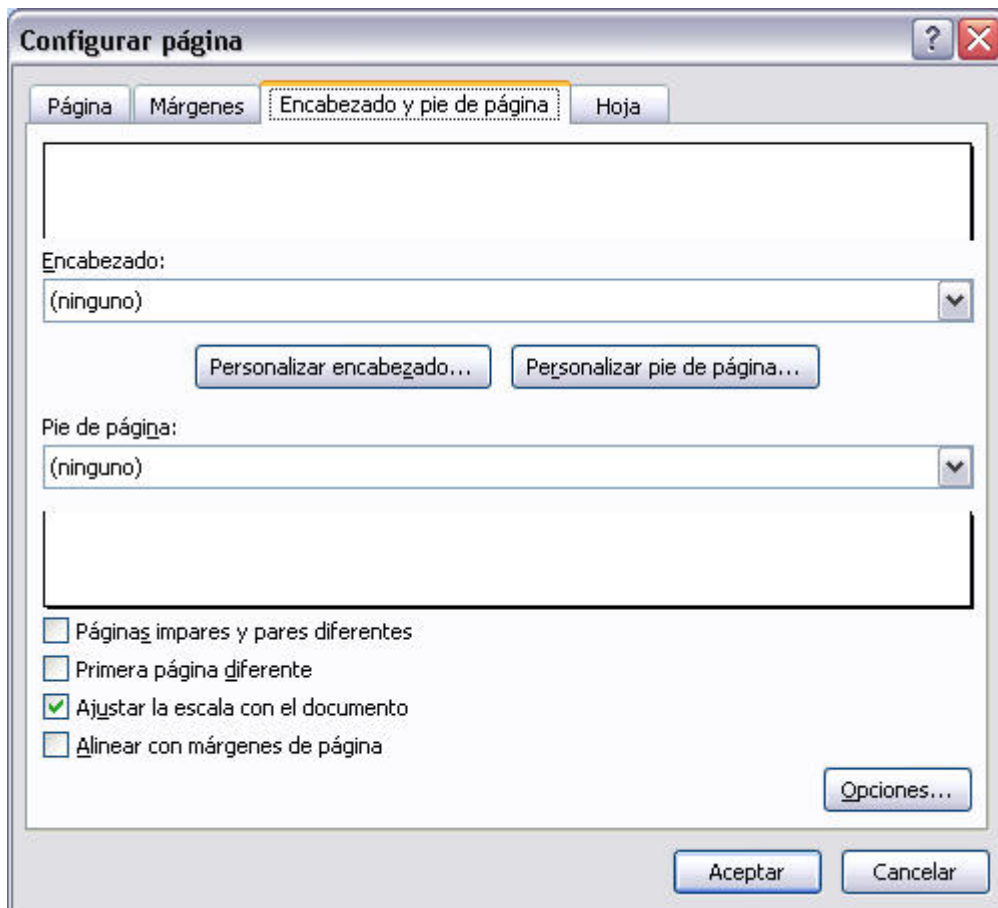 Configurar página
Página Márgenes Encabezado y pie de página Hoja
Encabezado:
(ninguno)
Personalizar encabezado... Personalizar pie de página...
Pie de página:
(ninguno)
Páginas impares y pares diferentes
Primera página diferente
Ajustar la escala con el documento
Alinear con márgenes de página
Opciones...
Aceptar Cancelar